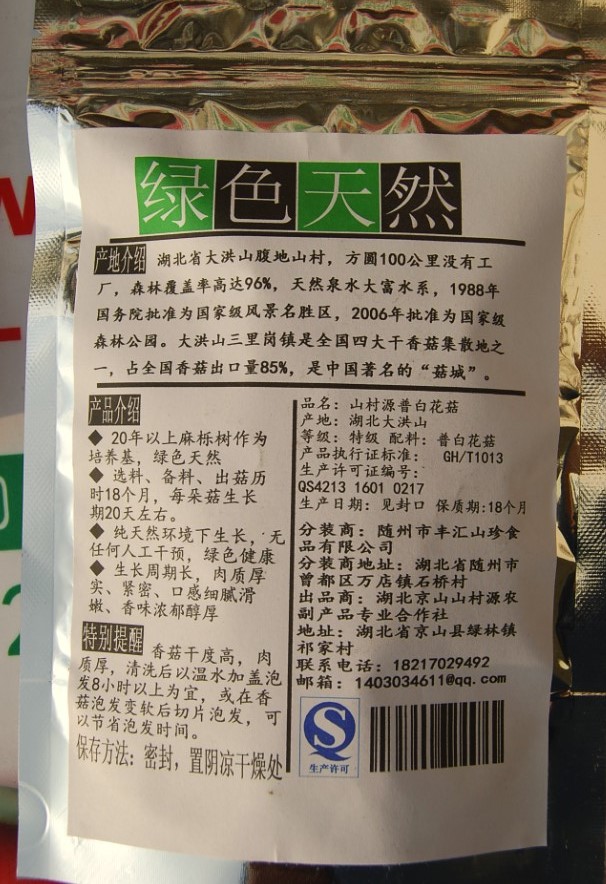 绿色天然
产地介绍 湖北省大洪山腹地山村，方圆100公里没有工
厂，森林覆盖率高达96%，天然泉水大富水系，1988年
国务院批准为国家级风景名胜区，2006年批准为国家级
森林公园。大洪山三里岗镇是全国四大干香菇集散地之
一，占全国香菇出口量85%，是中国著名的“菇城”。
产品介绍
◆ 20年以上麻栎树作为
培养基，绿色天然
◆ 选料、备料、出菇历
时18个月，每朵菇生长
期20天左右。
◆ 纯天然环境下生长，无
任何人工干预，绿色健康
◆ 生长周期长，肉质厚
实、紧密、口感细腻滑
嫩、香味浓郁醇厚
特别提醒 香菇干度高，肉
质厚，清洗后以温水加盖泡
发8小时以上为宜，或在香
菇泡发变软后切片泡发，可
以节省泡发时间。
保存方法：密封，置阴凉干燥处
品名：山村源普白花菇
产地：湖北大洪山
等级：特级 配料：普白花菇
产品执行证标准： GH/T1013
生产许可证编号：
QS4213 1601 0217
生产日期：见封口 保质期:18个月
分装商：随州市丰汇山珍食
品有限公司
分装商地址：湖北省随州市
曾都区万店镇石桥村
出品商：湖北京山山村源农
副产品专业合作社
地址：湖北省京山县绿林镇
祁家村
联系电话：18217029492
邮箱：1403034611@qq.com
生产许可